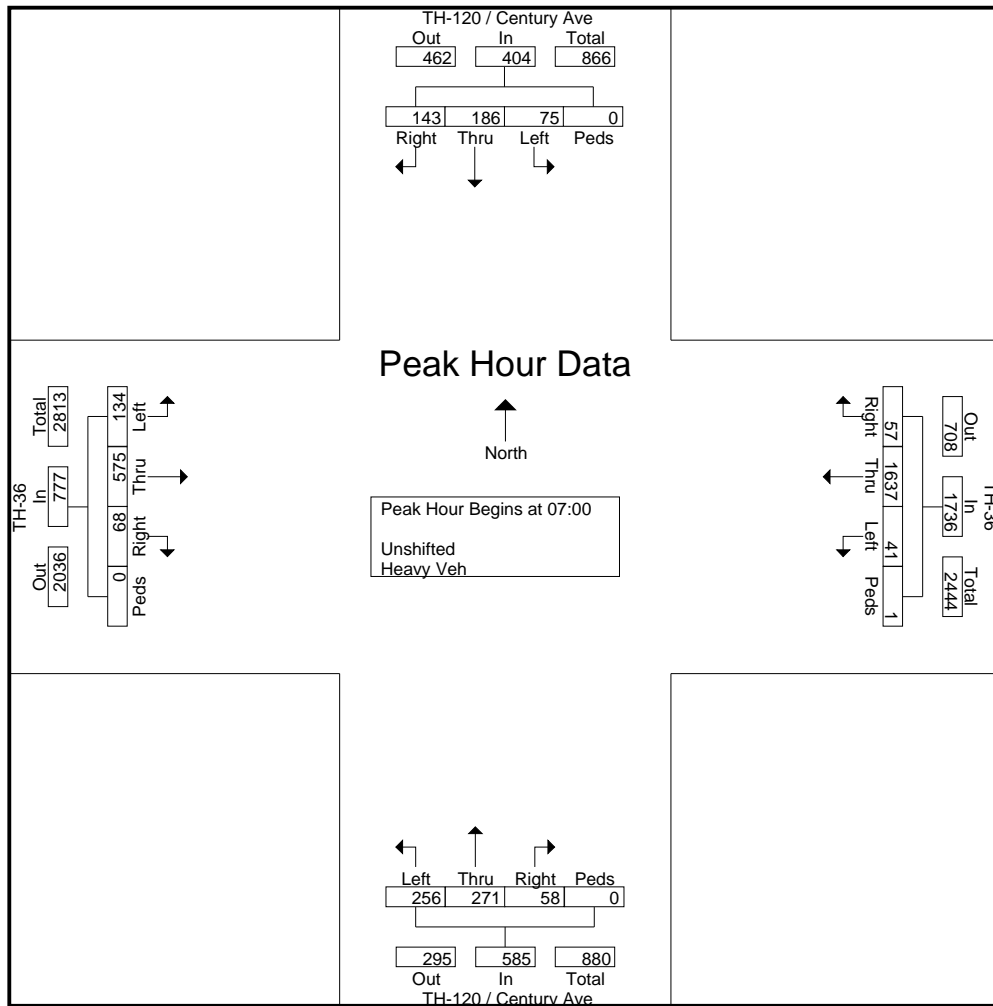 TH-120 / Century Ave
Out In Total
462 404 866
143 186 75 0
Right Thru Left Peds
Peak Hour Data
North
Peak Hour Begins at 07:00
Unshifted
Heavy Veh
TH-36
Total In Out
2813 777 2036
134 575 68 0
Left Thru Right Peds
TH-36
Out In Total
708 1736 2444
57 1637 41 1
Right Thru Left Peds
Left Thru Right Peds
256 271 58 0
295 585 880
Out In Total
TH-120 / Century Ave